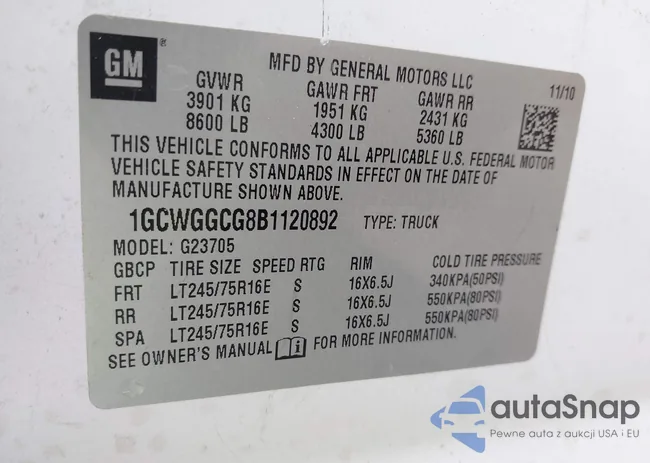 GM
MFD BY GENERAL MOTORS LLC
11/10
GVWR GAWR FRT GAWR RR
3901 KG 1951 KG 2431 KG
8600 LB 4300 LB 5360 LB
THIS VEHICLE CONFORMS TO ALL APPLICABLE U.S. FEDERAL MOTOR
VEHICLE SAFETY STANDARDS IN EFFECT ON THE DATE OF
MANUFACTURE SHOWN ABOVE.
1GCWGGCG8B1120892 TYPE: TRUCK
MODEL: G23705
GBCP TIRE SIZE SPEED RTG RIM COLD TIRE PRESSURE
FRT LT245/75R16E S 16X6.5J 340KPA(50PSI)
RR LT245/75R16E S 16X6.5J 550KPA(80PSI)
SPA LT245/75R16E S 16X6.5J 550KPA(80PSI)
SEE OWNER'S MANUAL i FOR MORE INFORMATION.
autaSnap
Pewne auta z aukcji USA i EU